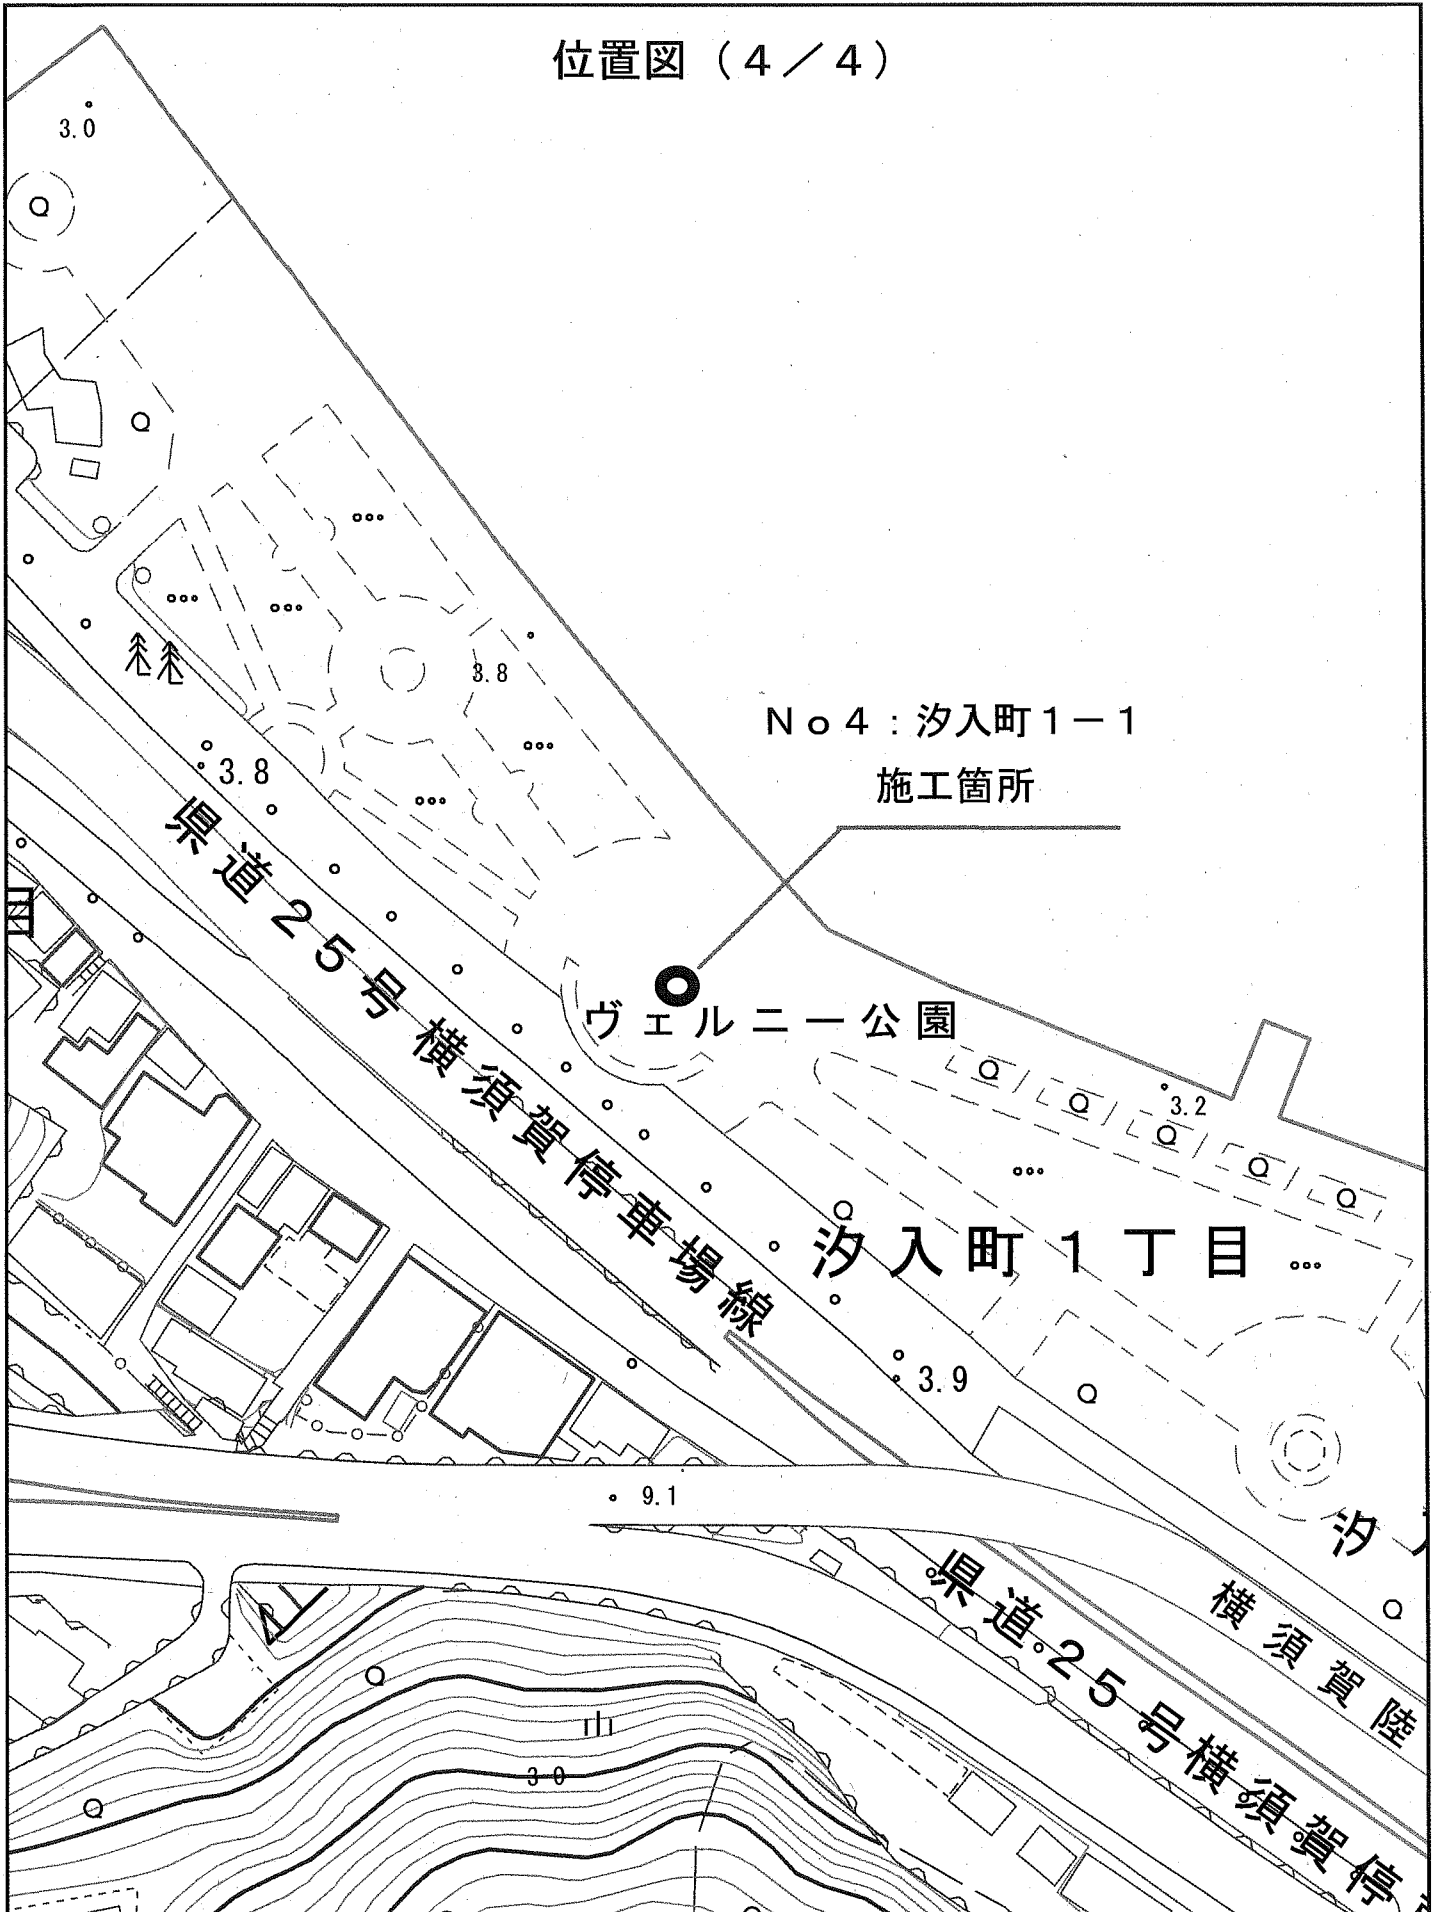 位置図（４／４）
3.0
3.8
Ｎｏ４：汐入町１－１
施工箇所
3.8
県道２５号横須賀停車場線
ヴェルニー公園
3.2
汐入町１丁目
3.9
9.1
汐
県道２５号横須賀停
横須賀陸
30